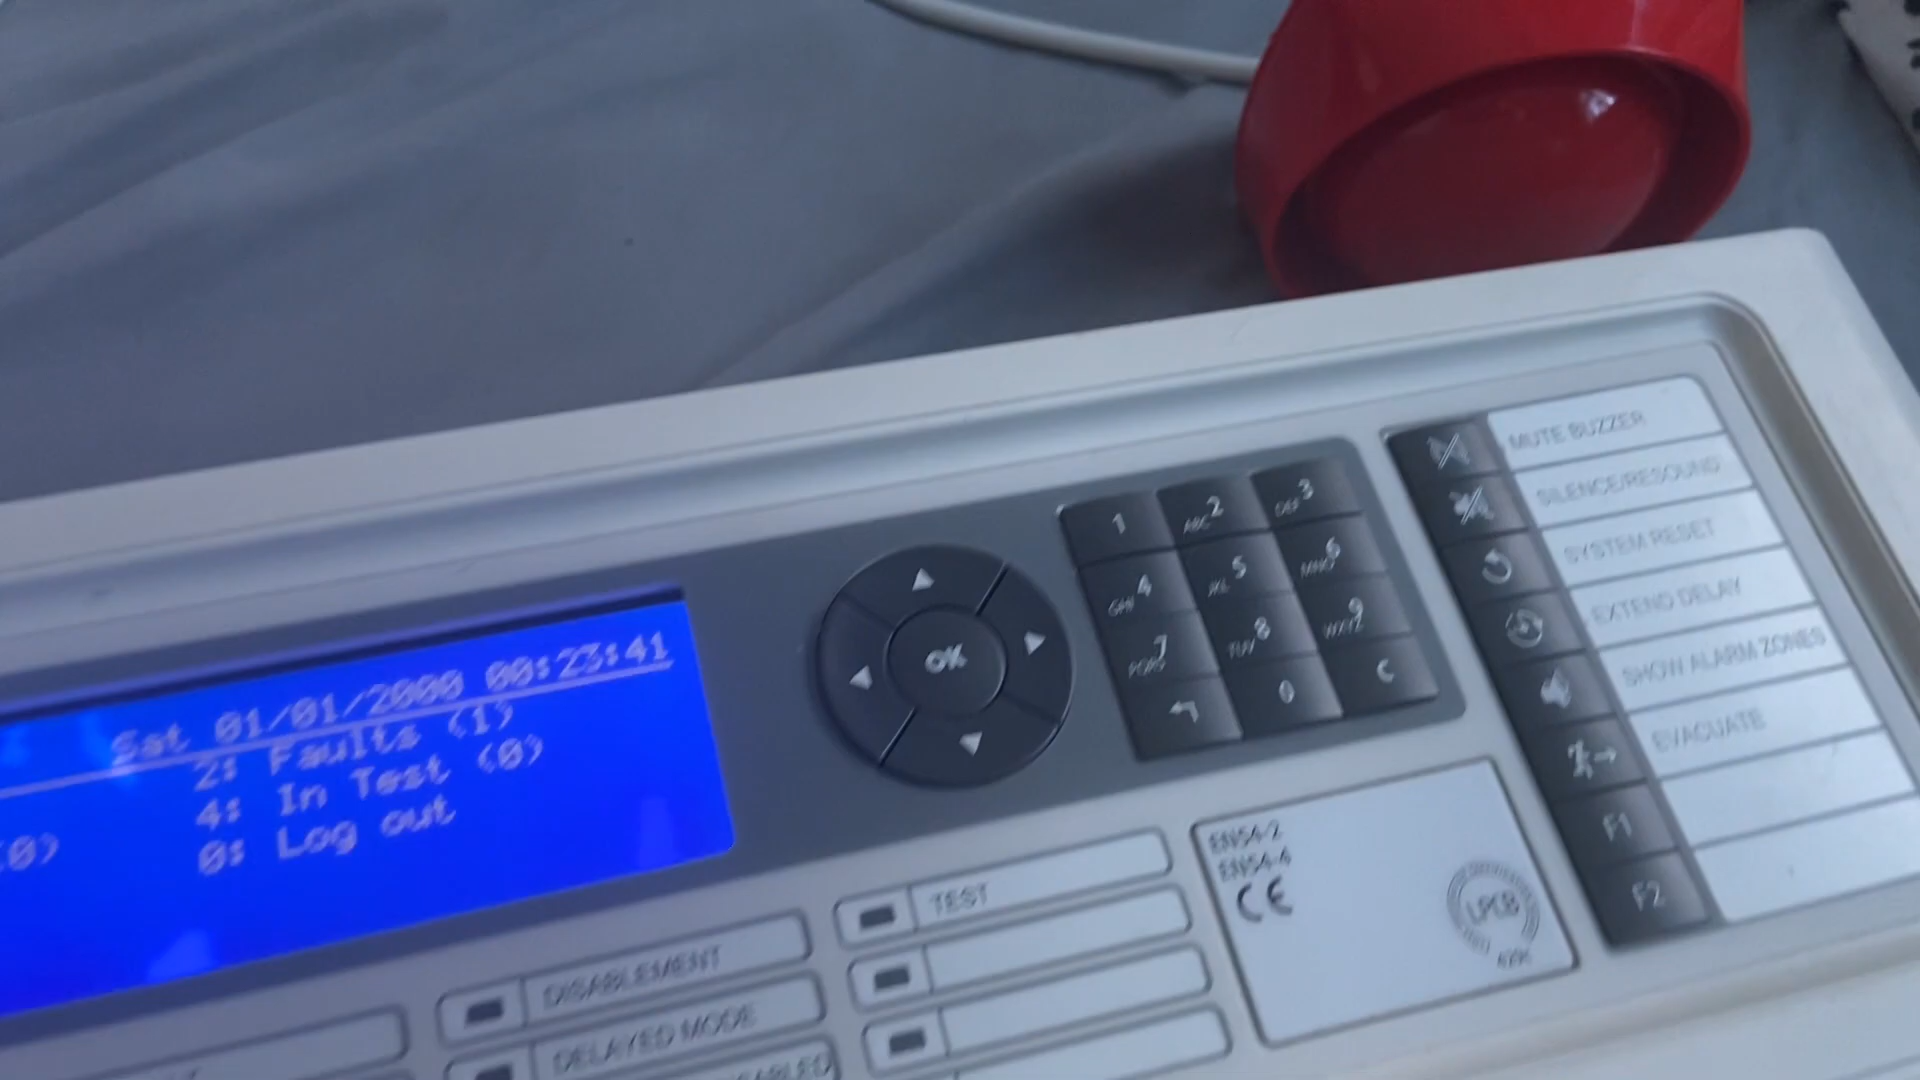 Sat 01/01/2000 00:23:41
2: Faults (1)
4: In Test (0)
(0)
0: Log out
OK
1
ABC 2
DEF 3
GHI 4
JKL 5
MNO 6
PQRS 7
TUV 8
WXYZ 9
0
C
MUTE BUZZER
SILENCE/RESOUND
SYSTEM RESET
EXTEND DELAY
SHOW ALARM ZONES
EVACUATE
F1
F2
EN54-2
EN54-4
CE
LPCB
TEST
DISABLEMENT
DELAYED MODE